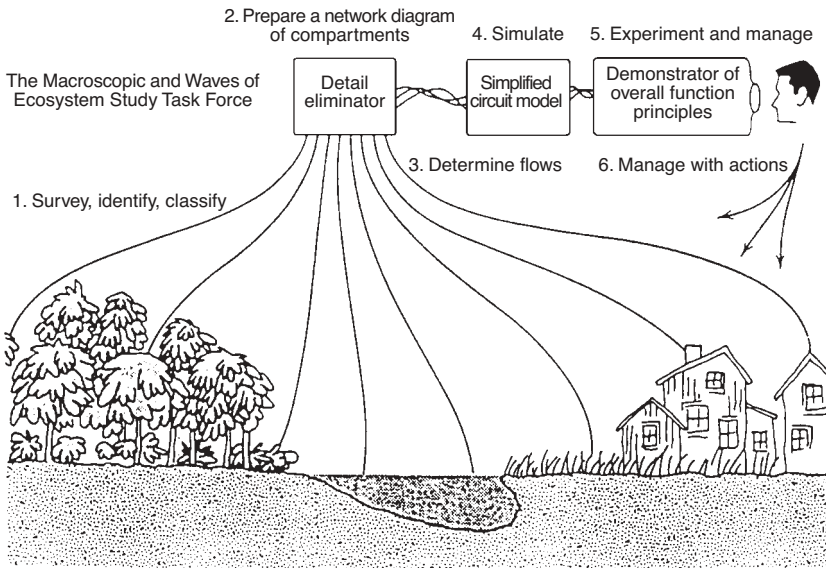 2. Prepare a network diagram
of compartments
4. Simulate
5. Experiment and manage
The Macroscopic and Waves of
Ecosystem Study Task Force
Detail
eliminator
Simplified
circuit model
Demonstrator of
overall function
principles
3. Determine flows
6. Manage with actions
1. Survey, identify, classify